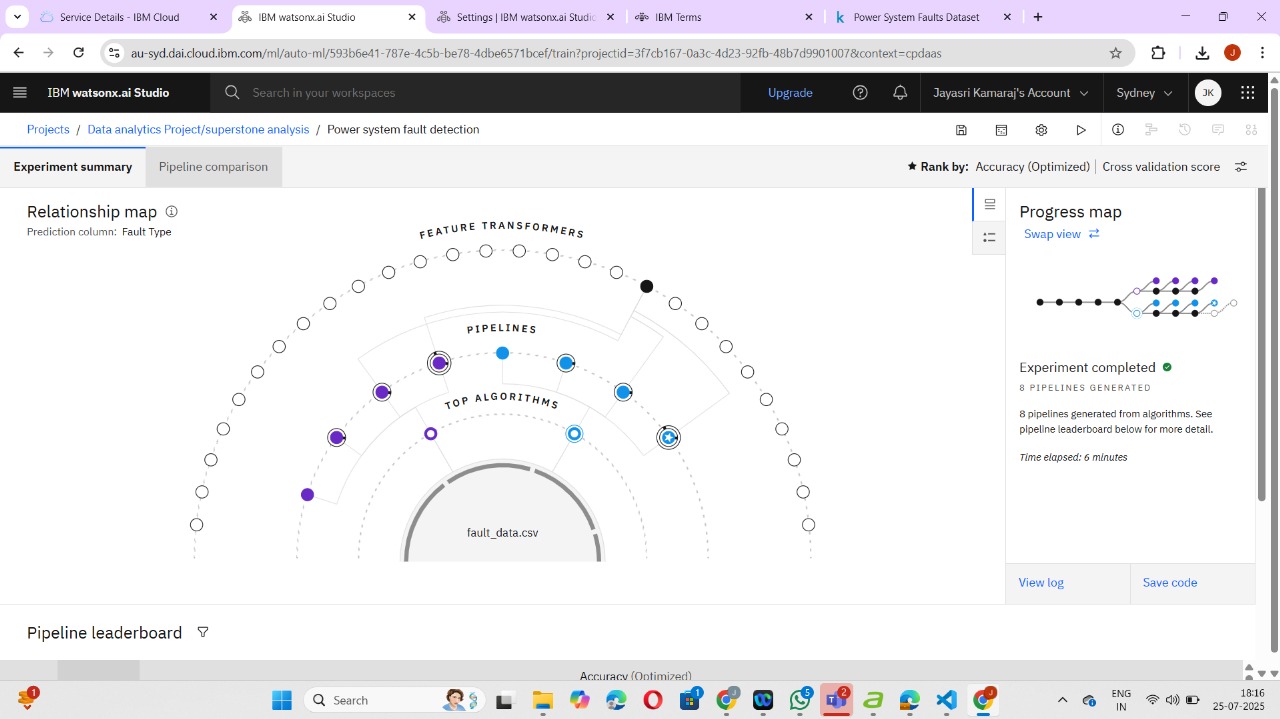 Service Details - IBM Cloud
IBM watsonx.ai Studio
Settings | IBM watsonx.ai Studio
IBM Terms
Power System Faults Dataset
au-syd.dai.cloud.ibm.com/ml/auto-ml/593b6e41-787e-4c5b-be78-4dbe6571bcef/train?projectid=3f7cb167-0a3c-4d23-92fb-48b7d9901007&context=cpdaas
J
IBM watsonx.ai Studio
Search in your workspaces
Upgrade
Jayasri Kamaraj's Account
Sydney
JK
Projects / Data analytics Project/superstone analysis / Power system fault detection
Experiment summary
Pipeline comparison
Rank by: Accuracy (Optimized) | Cross validation score
Relationship map
Prediction column: Fault Type
FEATURE TRANSFORMERS
PIPELINES
TOP ALGORITHMS
fault_data.csv
Progress map
Swap view
Experiment completed
8 PIPELINES GENERATED
8 pipelines generated from algorithms. See
pipeline leaderboard below for more detail.
Time elapsed: 6 minutes
View log
Save code
Pipeline leaderboard
Accuracy (Optimized)
1
Search
1
J
5
2
J
ENG
IN
18:16
25-07-2025